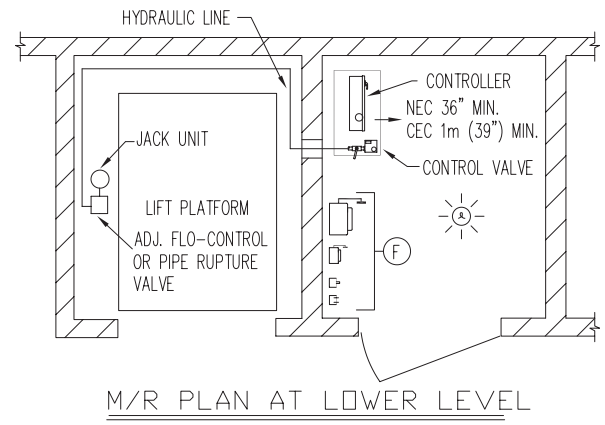 HYDRAULIC LINE
CONTROLLER
NEC 36" MIN.
CEC 1m (39") MIN.
JACK UNIT
CONTROL VALVE
LIFT PLATFORM
ADJ. FLO-CONTROL
OR PIPE RUPTURE
VALVE
F
M/R PLAN AT LOWER LEVEL